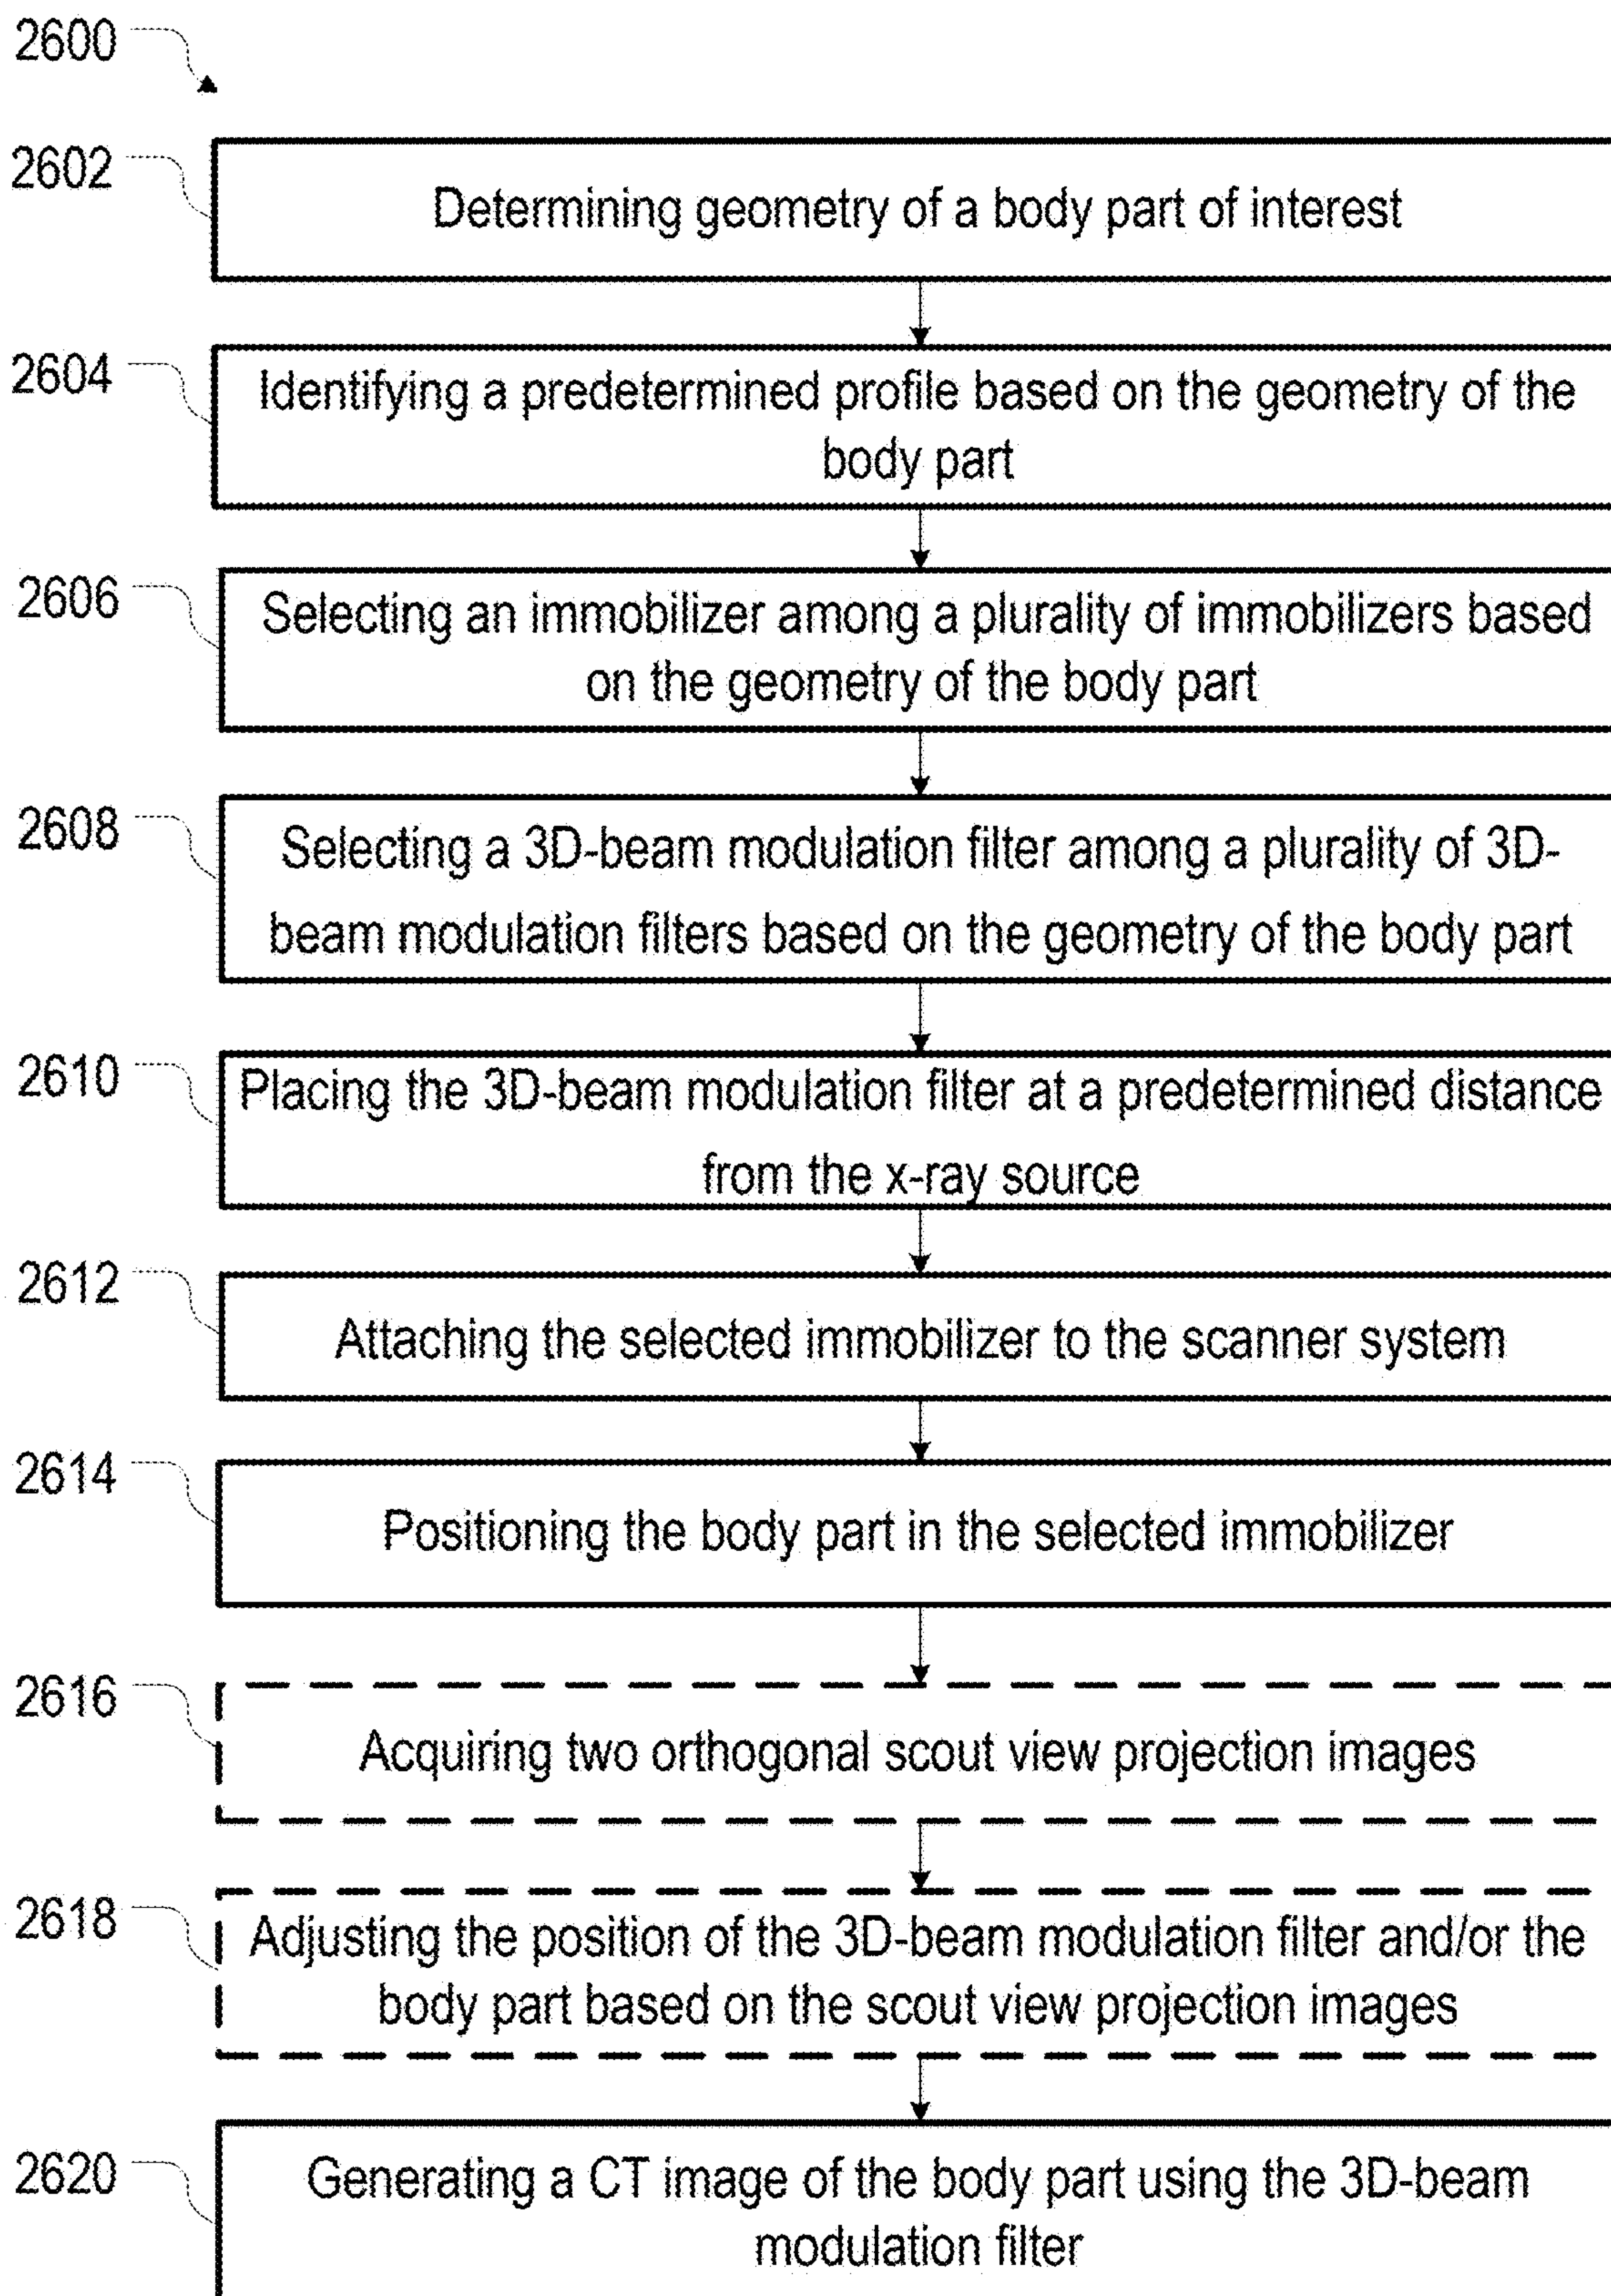 2600
2602
Determining geometry of a body part of interest
2604
Identifying a predetermined profile based on the geometry of the
body part
2606
Selecting an immobilizer among a plurality of immobilizers based
on the geometry of the body part
2608
Selecting a 3D-beam modulation filter among a plurality of 3D-
beam modulation filters based on the geometry of the body part
2610
Placing the 3D-beam modulation filter at a predetermined distance
from the x-ray source
2612
Attaching the selected immobilizer to the scanner system
2614
Positioning the body part in the selected immobilizer
2616
Acquiring two orthogonal scout view projection images
2618
Adjusting the position of the 3D-beam modulation filter and/or the
body part based on the scout view projection images
2620
Generating a CT image of the body part using the 3D-beam
modulation filter